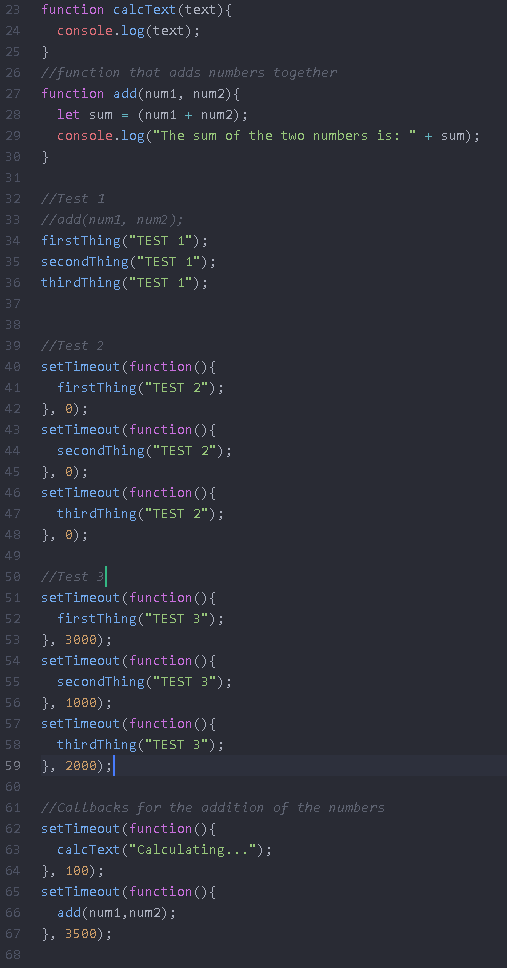 23 function calcText(text){
24   console.log(text);
25 }
26 //function that adds numbers together
27 function add(num1, num2){
28   let sum = (num1 + num2);
29   console.log("The sum of the two numbers is: " + sum);
30 }
31
32 //Test 1
33 //add(num1, num2);
34 firstThing("TEST 1");
35 secondThing("TEST 1");
36 thirdThing("TEST 1");
37
38
39 //Test 2
40 setTimeout(function(){
41   firstThing("TEST 2");
42 }, 0);
43 setTimeout(function(){
44   secondThing("TEST 2");
45 }, 0);
46 setTimeout(function(){
47   thirdThing("TEST 2");
48 }, 0);
49
50 //Test 3
51 setTimeout(function(){
52   firstThing("TEST 3");
53 }, 3000);
54 setTimeout(function(){
55   secondThing("TEST 3");
56 }, 1000);
57 setTimeout(function(){
58   thirdThing("TEST 3");
59 }, 2000);
60
61 //Callbacks for the addition of the numbers
62 setTimeout(function(){
63   calcText("Calculating...");
64 }, 100);
65 setTimeout(function(){
66   add(num1,num2);
67 }, 3500);
68